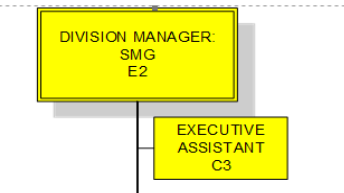 DIVISION MANAGER:
SMG
E2
EXECUTIVE
ASSISTANT
C3